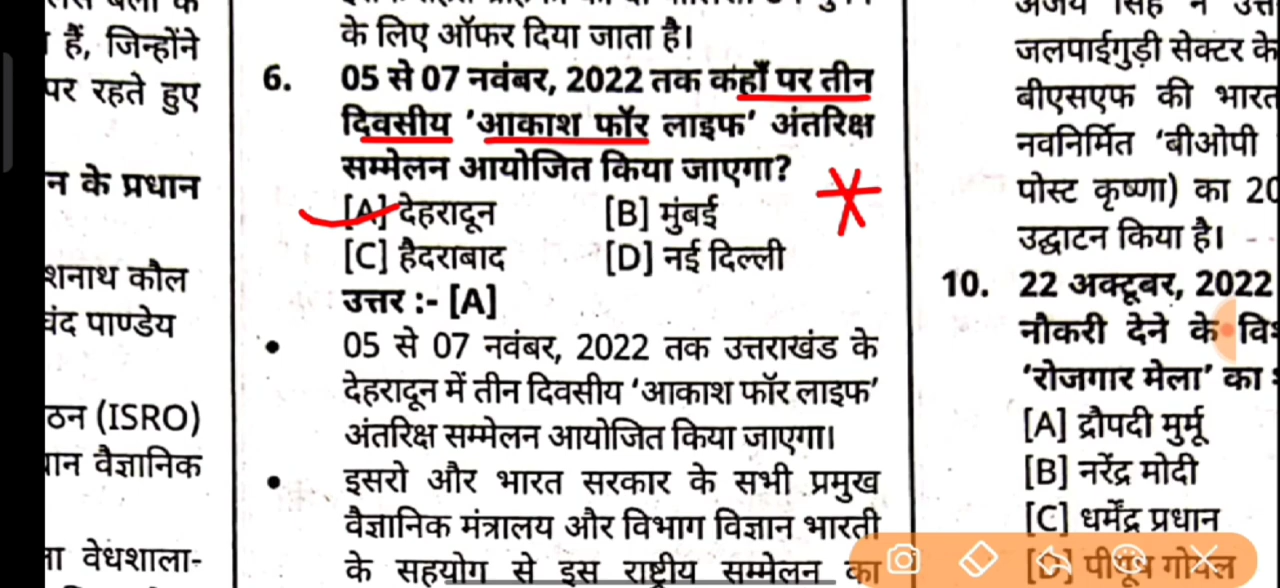 हैं, जिन्होंने
पर रहते हुए
न के प्रधान
शनाथ कौल
चंद पाण्डेय
ठन (ISRO)
वैज्ञानिक
वेधशाला-
के लिए ऑफर दिया जाता है।
6. 05 से 07 नवंबर, 2022 तक कहाँ पर तीन
दिवसीय ‘आकाश फॉर लाइफ’ अंतरिक्ष
सम्मेलन आयोजित किया जाएगा?
[A] देहरादून [B] मुंबई
[C] हैदराबाद [D] नई दिल्ली
उत्तर :- [A]
• 05 से 07 नवंबर, 2022 तक उत्तराखंड के
देहरादून में तीन दिवसीय ‘आकाश फॉर लाइफ’
अंतरिक्ष सम्मेलन आयोजित किया जाएगा।
• इसरो और भारत सरकार के सभी प्रमुख
वैज्ञानिक मंत्रालय और विभाग विज्ञान भारती
के सहयोग से इस राष्ट्रीय सम्मेलन का
अजय सिंह ने
जलपाईगुड़ी सेक्टर के
बीएसएफ की भारत
नवनिर्मित ‘बीओपी
पोस्ट कृष्णा) का 20
उद्घाटन किया है।
10. 22 अक्टूबर, 2022
नौकरी देने के
‘रोजगार मेला’ का
[A] द्रौपदी मुर्मू
[B] नरेंद्र मोदी
[C] धर्मेंद्र प्रधान
[D] पीयूष गोयल